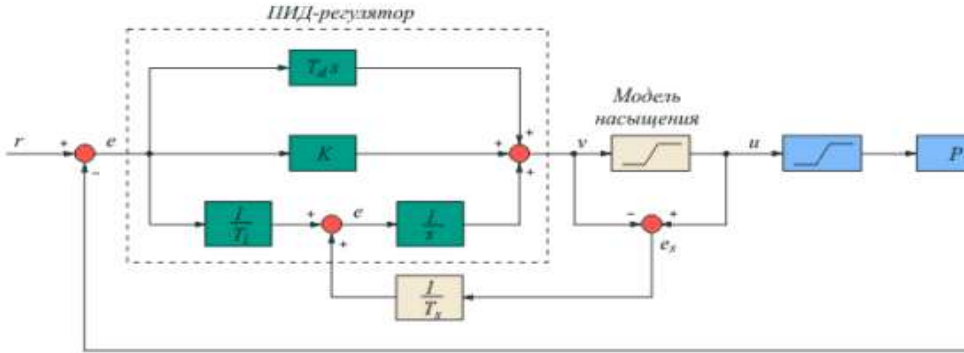 ПИД-регулятор
T_d s
Модель
насыщения
r
+
e
+
+
+
K
v
u
P
-
1
T_i
+
e
+
1
s
-
+
e_s
1
T_s